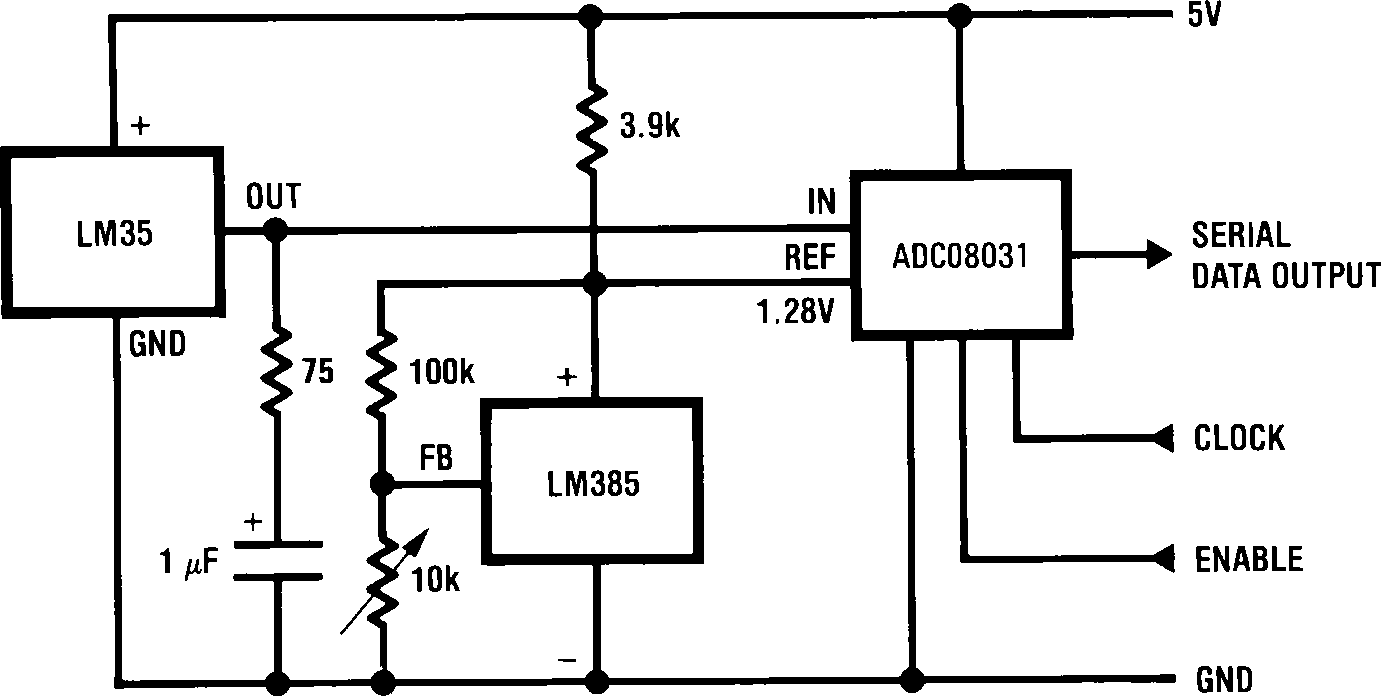 5V
+
3.9k
OUT
IN
LM35
SERIAL
DATA OUTPUT
REF
ADC08031
1.28V
GND
75
100k
+
CLOCK
FB
LM385
+
1 µF
10k
ENABLE
−
GND